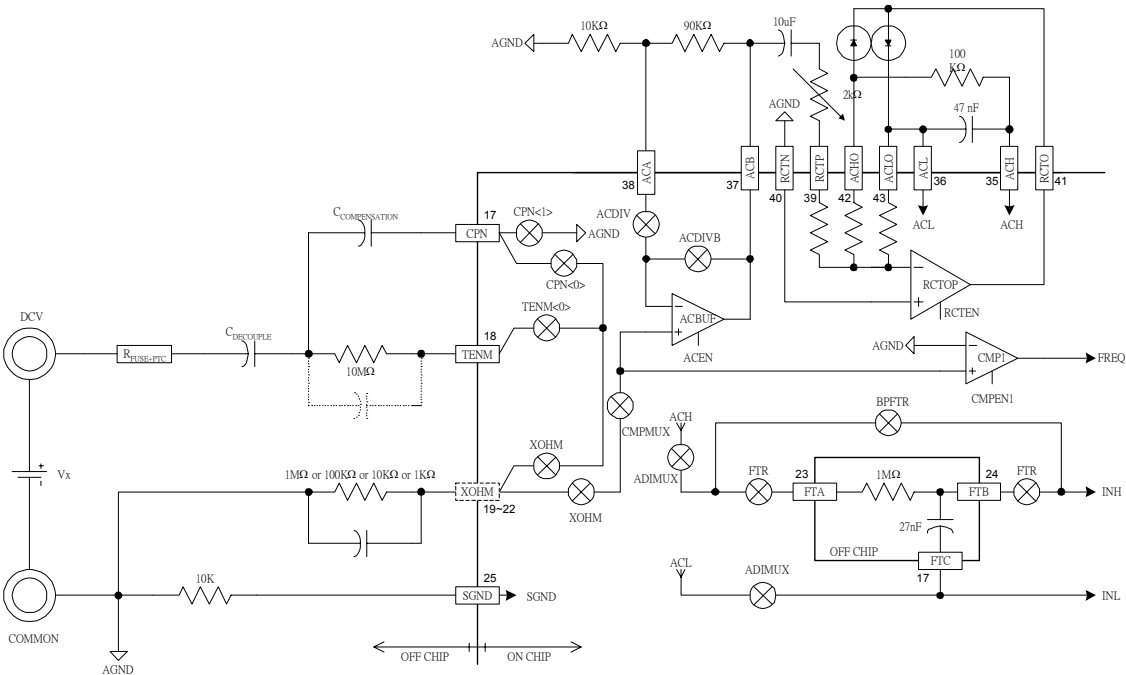 10KΩ
90KΩ
10uF
AGND
100
KΩ
2kΩ
47 nF
AGND
ACA
ACB
RCTN
RCTP
ACHO
ACLO
ACL
ACH
RCTO
38
37
40
39
42
43
36
35
41
C_COMPENSATION
17
CPN
CPN<1>
AGND
CPN<0>
ACDIV
ACDIVB
ACL
ACH
RCTOP
RCTEN
DCV
C_DECOUPLE
TENM<0>
ACBUF
ACEN
R_FUSE+PTC
18
TENM
10MΩ
AGND
CMP1
FREQ
CMPEN1
CMPMUX
BPFTR
ACH
ADIMUX
Vx
1MΩ or 100KΩ or 10KΩ or 1KΩ
XOHM
XOHM
19~22
XOHM
FTR
23
FTA
1MΩ
24
FTB
FTR
INH
27nF
OFF CHIP
FTC
17
10K
25
SGND
SGND
ACL
ADIMUX
INL
COMMON
AGND
OFF CHIP
ON CHIP